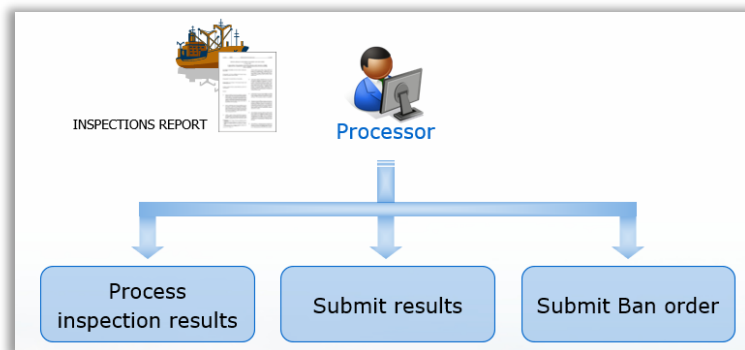 INSPECTIONS REPORT
Processor
Process
inspection results
Submit results
Submit Ban order